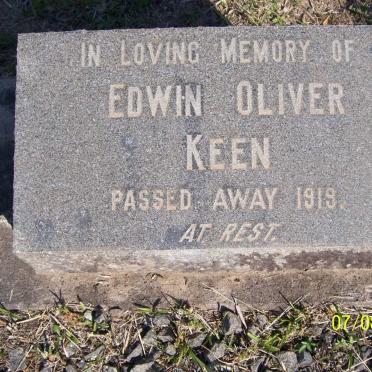 IN LOVING MEMORY OF
EDWIN OLIVER
KEEN
PASSED AWAY 1919.
AT REST.